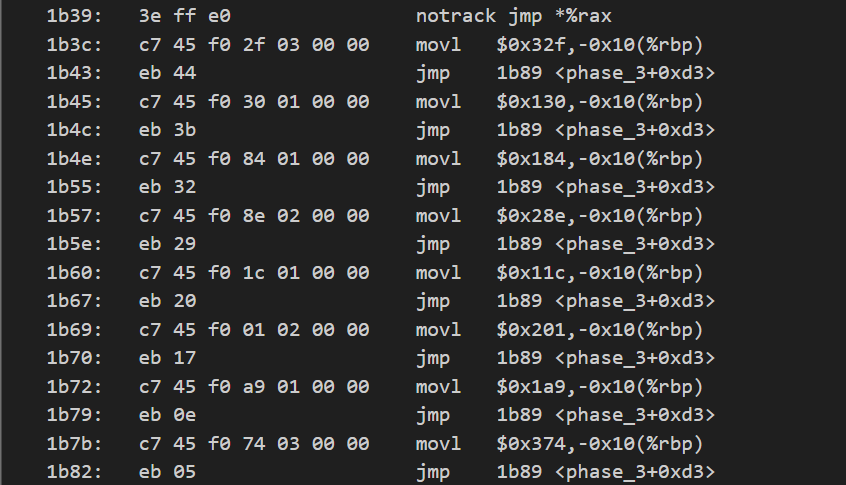 1b39: 3e ff e0 notrack jmp *%rax
1b3c: c7 45 f0 2f 03 00 00 movl $0x32f,-0x10(%rbp)
1b43: eb 44 jmp 1b89 <phase_3+0xd3>
1b45: c7 45 f0 30 01 00 00 movl $0x130,-0x10(%rbp)
1b4c: eb 3b jmp 1b89 <phase_3+0xd3>
1b4e: c7 45 f0 84 01 00 00 movl $0x184,-0x10(%rbp)
1b55: eb 32 jmp 1b89 <phase_3+0xd3>
1b57: c7 45 f0 8e 02 00 00 movl $0x28e,-0x10(%rbp)
1b5e: eb 29 jmp 1b89 <phase_3+0xd3>
1b60: c7 45 f0 1c 01 00 00 movl $0x11c,-0x10(%rbp)
1b67: eb 20 jmp 1b89 <phase_3+0xd3>
1b69: c7 45 f0 01 02 00 00 movl $0x201,-0x10(%rbp)
1b70: eb 17 jmp 1b89 <phase_3+0xd3>
1b72: c7 45 f0 a9 01 00 00 movl $0x1a9,-0x10(%rbp)
1b79: eb 0e jmp 1b89 <phase_3+0xd3>
1b7b: c7 45 f0 74 03 00 00 movl $0x374,-0x10(%rbp)
1b82: eb 05 jmp 1b89 <phase_3+0xd3>